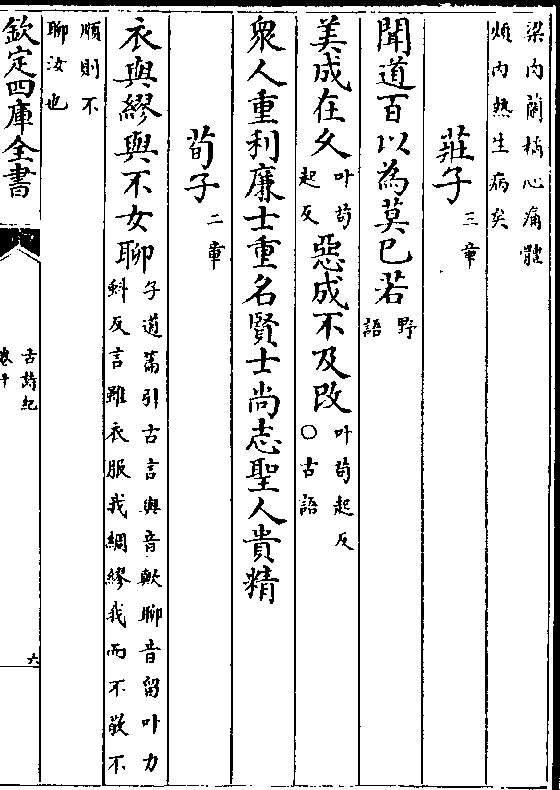 梁内蘭橘心痛體
煩内熱生病矣
莊子三章
聞道百以為莫已若野語
美成在久叶苟起反惡成不及改叶苟起反○古語
衆人重利廉士重名賢士尚志聖人貴精
荀子二章
衣與繆與不女聊子道篇引古言與音歟聊音留叶力蚪反言雖衣服我綢繆我而不敬不
順則不聊汝也
欽定四庫全書
古詩紀
卷十
六